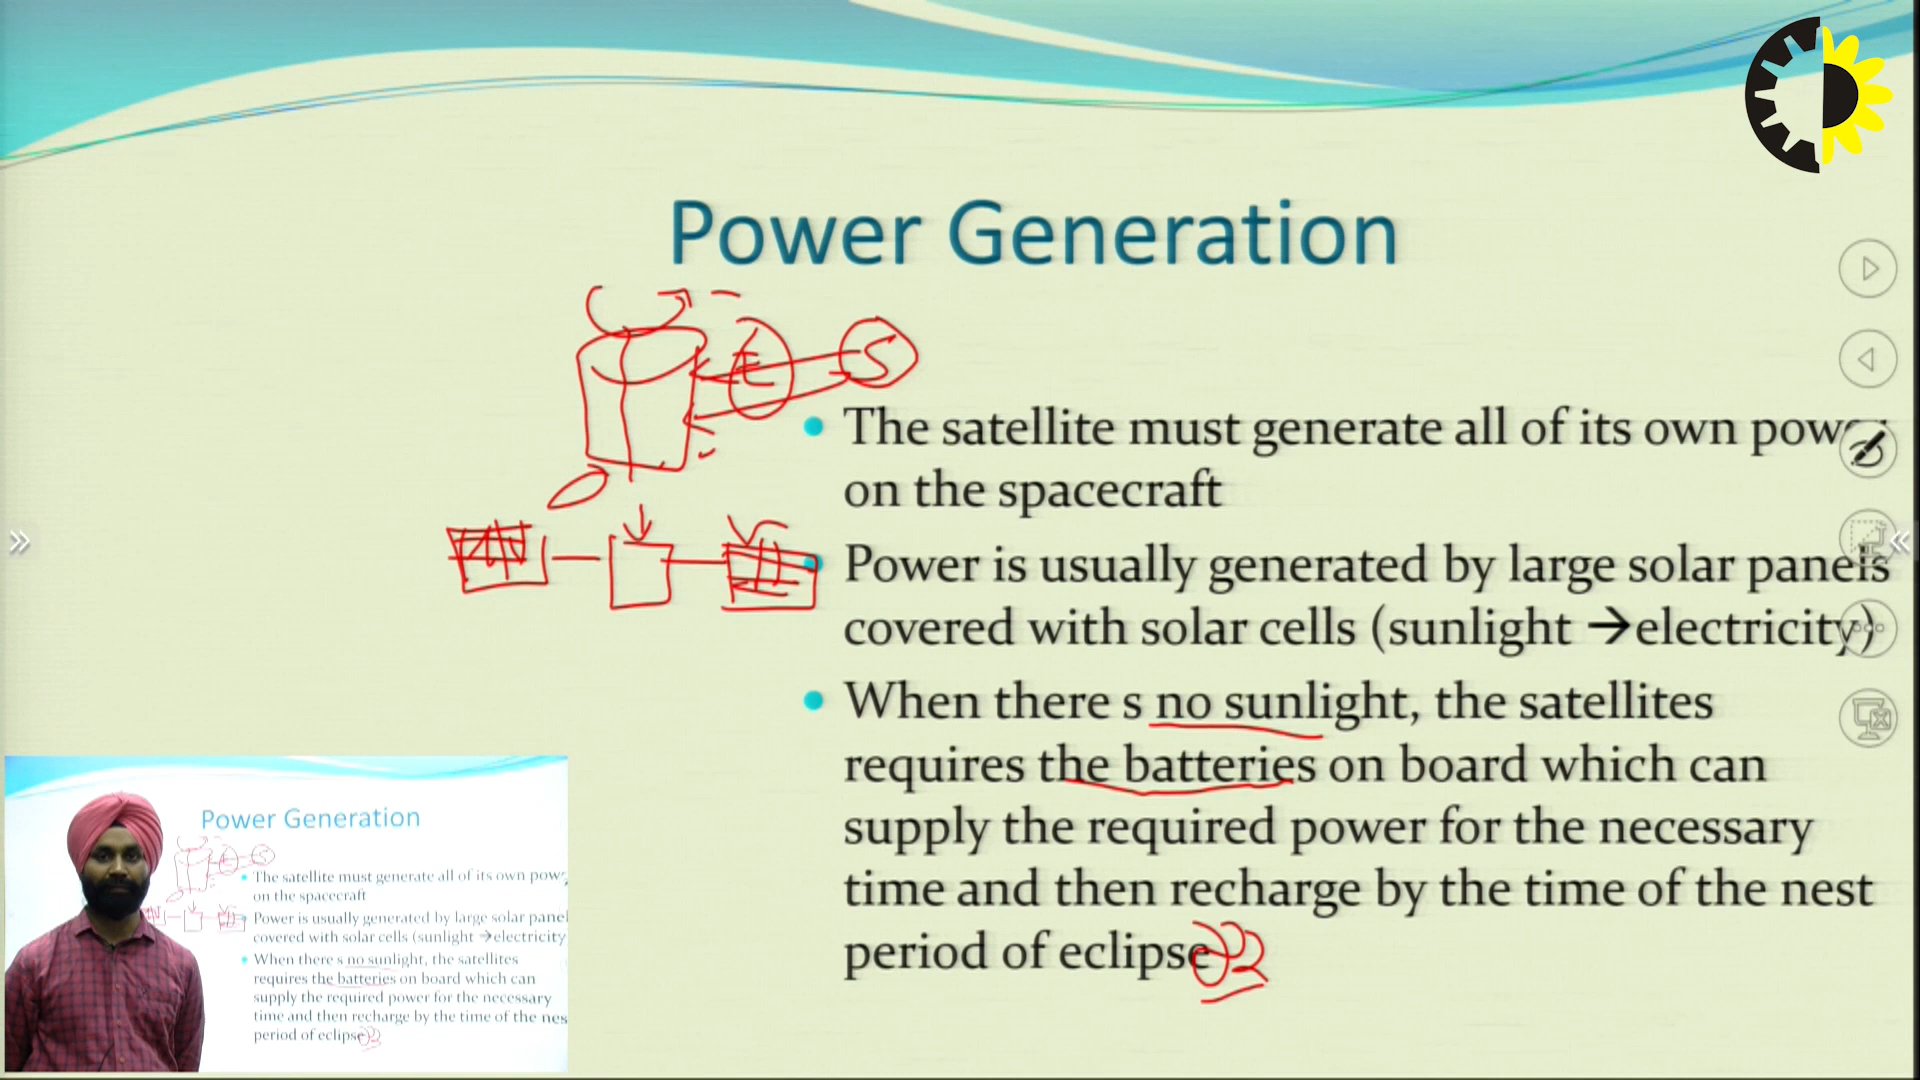 Power Generation
E
S
The satellite must generate all of its own power
on the spacecraft
Power is usually generated by large solar panels
covered with solar cells (sunlight →electricity)
When there s no sunlight, the satellites
requires the batteries on board which can
supply the required power for the necessary
time and then recharge by the time of the nest
period of eclipse
Power Generation
E
S
The satellite must generate all of its own pow
on the spacecraft
Power is usually generated by large solar panel
covered with solar cells (sunlight →electricity
When there s no sunlight, the satellites
requires the batteries on board which can
supply the required power for the necessary
time and then recharge by the time of the nes
period of eclipse